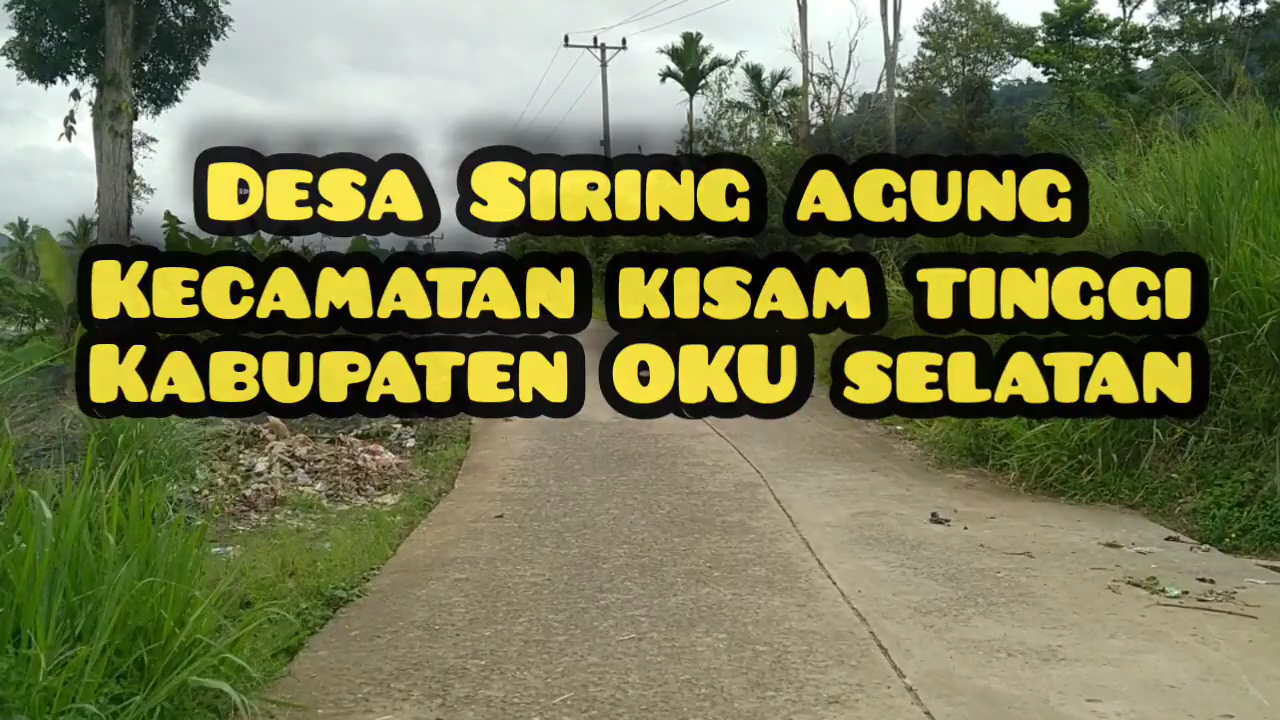 Desa Siring agung
Kecamatan kisam tinggi
Kabupaten OKU selatan